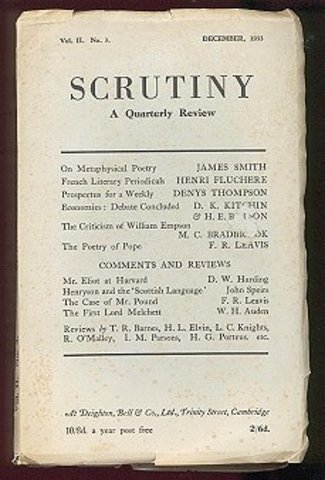 Vol. II. No. 3. DECEMBER, 1933
SCRUTINY
A Quarterly Review
On Metaphysical Poetry JAMES SMITH
French Literary Periodicals HENRI FLUCHERE
Prospectus for a Weekly DENYS THOMPSON
Economics: Debate Concluded D. K. KITCHIN
& H. E.
The Criticism of William Empson
M. C.
The Poetry of Pope F. R. LEAVIS
COMMENTS AND REVIEWS
Mr. Eliot at Harvard D. W. Harding
Henryson and the 'Scottish Language' John Speirs
The Case of Mr. Pound F. R. Leavis
The First Lord Melchett W. H. Auden
Reviews by T. R. Barnes, H. L. Elvin, L. C. Knights,
R. O'Malley, I. M. Parsons, H. G. Porteus, etc.
At Deighton, Bell & Co., Ltd., Trinity Street, Cambridge
10/8d. a year post free 2/6d.